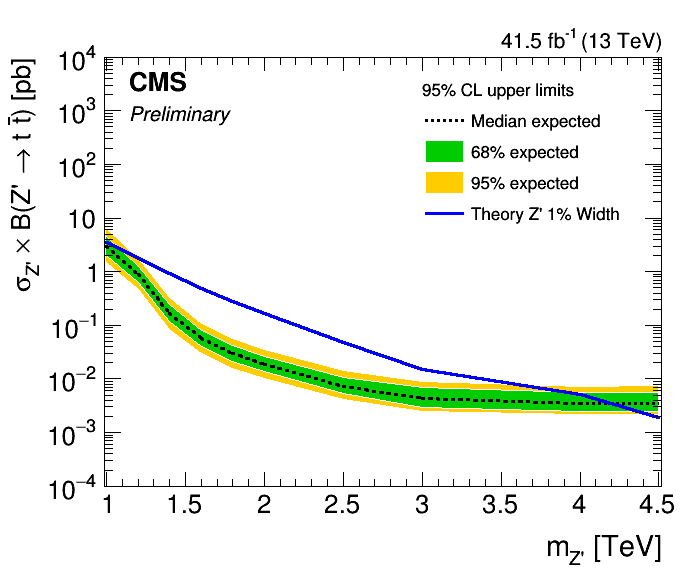 41.5 fb⁻¹ (13 TeV)
CMS
Preliminary
95% CL upper limits
Median expected
68% expected
95% expected
Theory Z' 1% Width
σ_Z' × B(Z' → t t̄) [pb]
10⁴
10³
10²
10
1
10⁻¹
10⁻²
10⁻³
10⁻⁴
1 1.5 2 2.5 3 3.5 4 4.5
m_Z' [TeV]